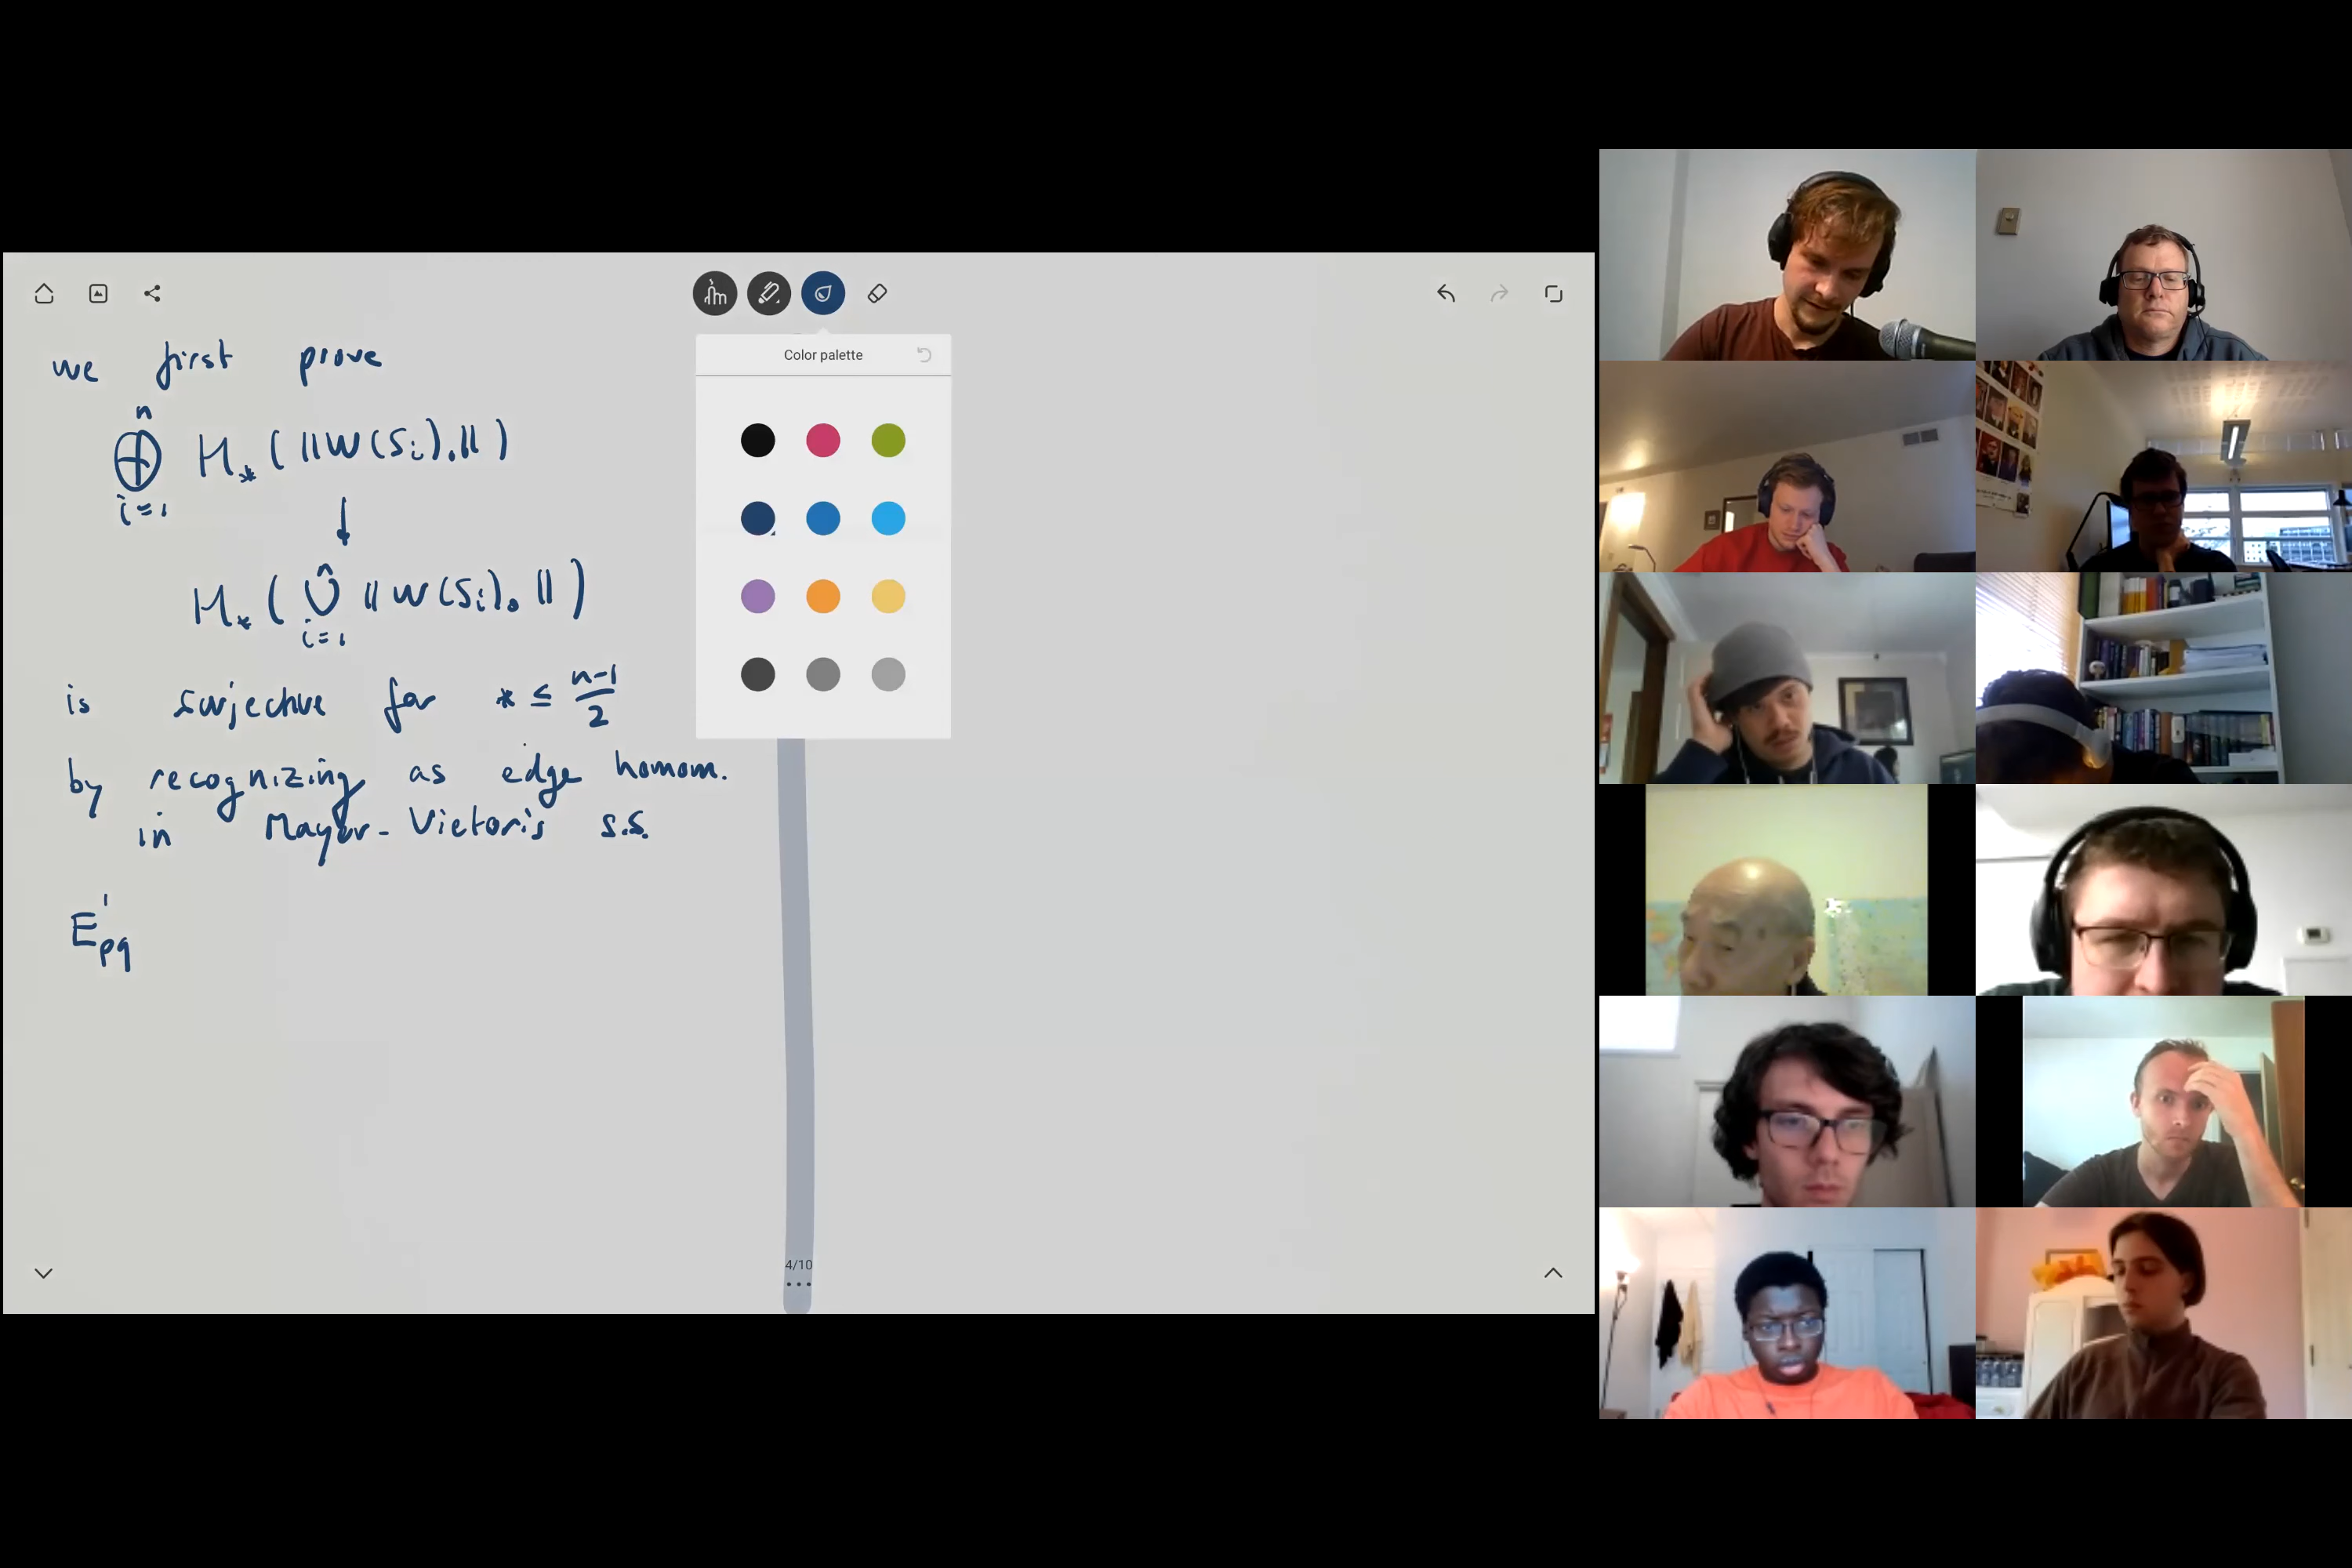 we first prove
n
⊕ H_* ( ||W(S_i).|| )
i=1
↓
H_* ( ∪ ||W(S_i).|| )
n
i=1
is surjective for * ≤ n-1/2
by recognizing as edge homom.
in Mayer-Vietoris s.s.
E^1_pq
Color palette
4/10